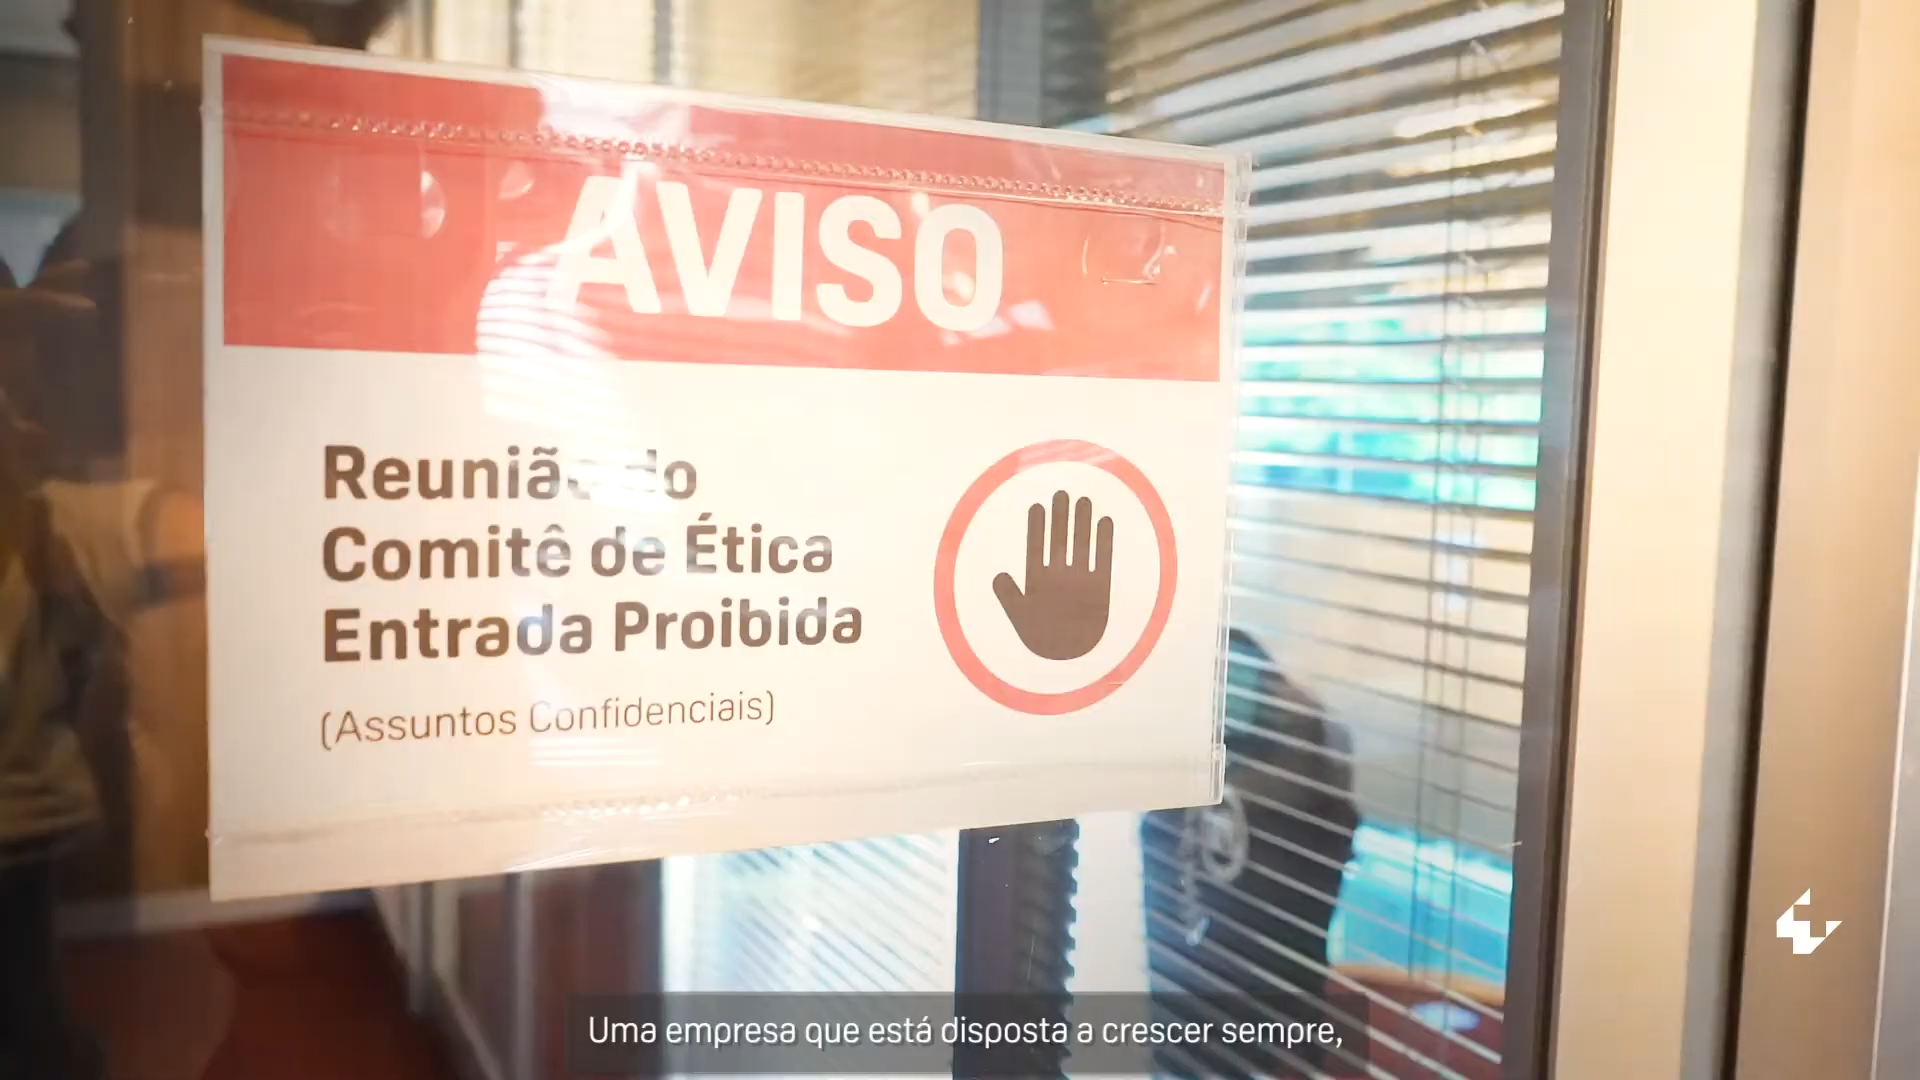 AVISO
Reunião do
Comitê de Ética
Entrada Proibida
(Assuntos Confidenciais)
Uma empresa que está disposta a crescer sempre,